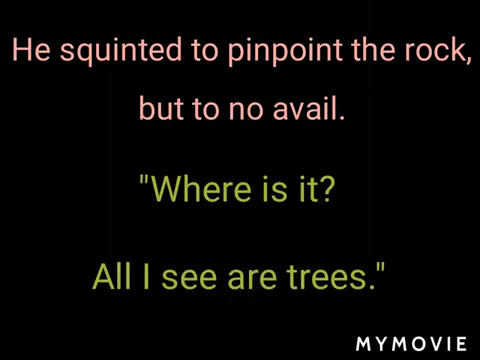 He squinted to pinpoint the rock,
but to no avail.
"Where is it?
All I see are trees."
MYMOVIE